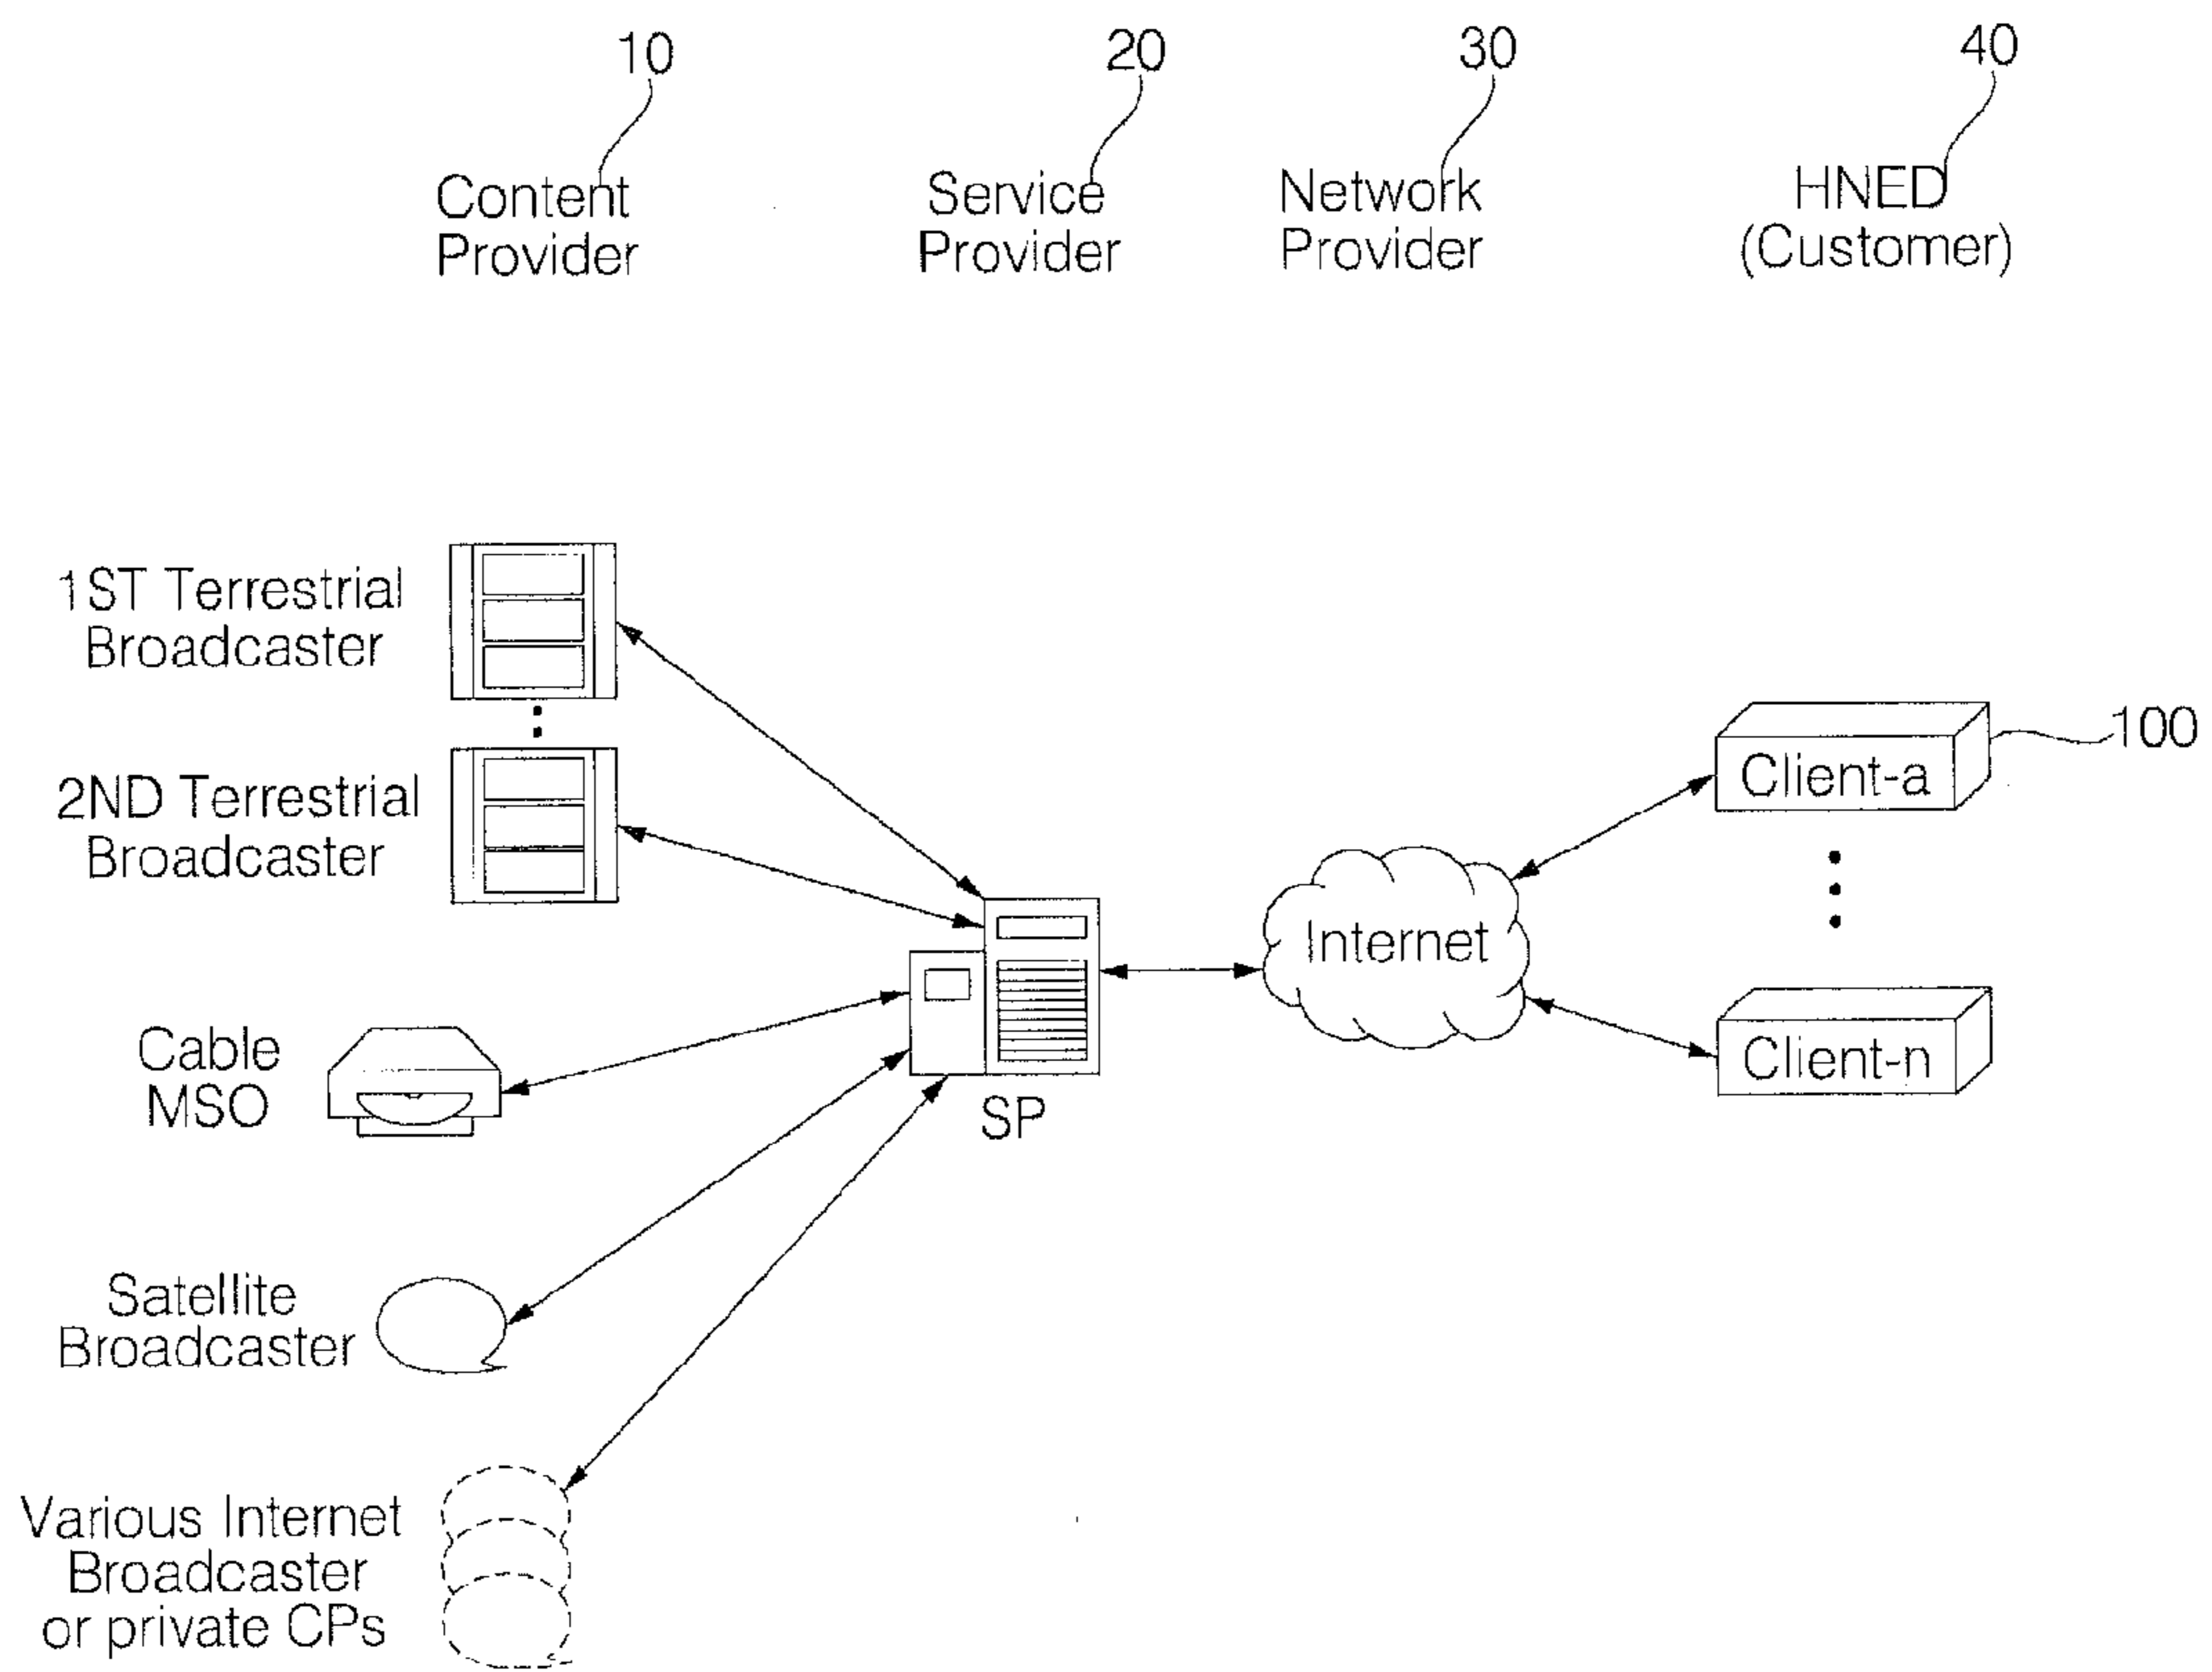 10
20
30
40
Content
Provider
Service
Provider
Network
Provider
HNED
(Customer)
1ST Terrestrial
Broadcaster
2ND Terrestrial
Broadcaster
Cable
MSO
Satellite
Broadcaster
Various Internet
Broadcaster
or private CPs
SP
Internet
Client-a
100
Client-n